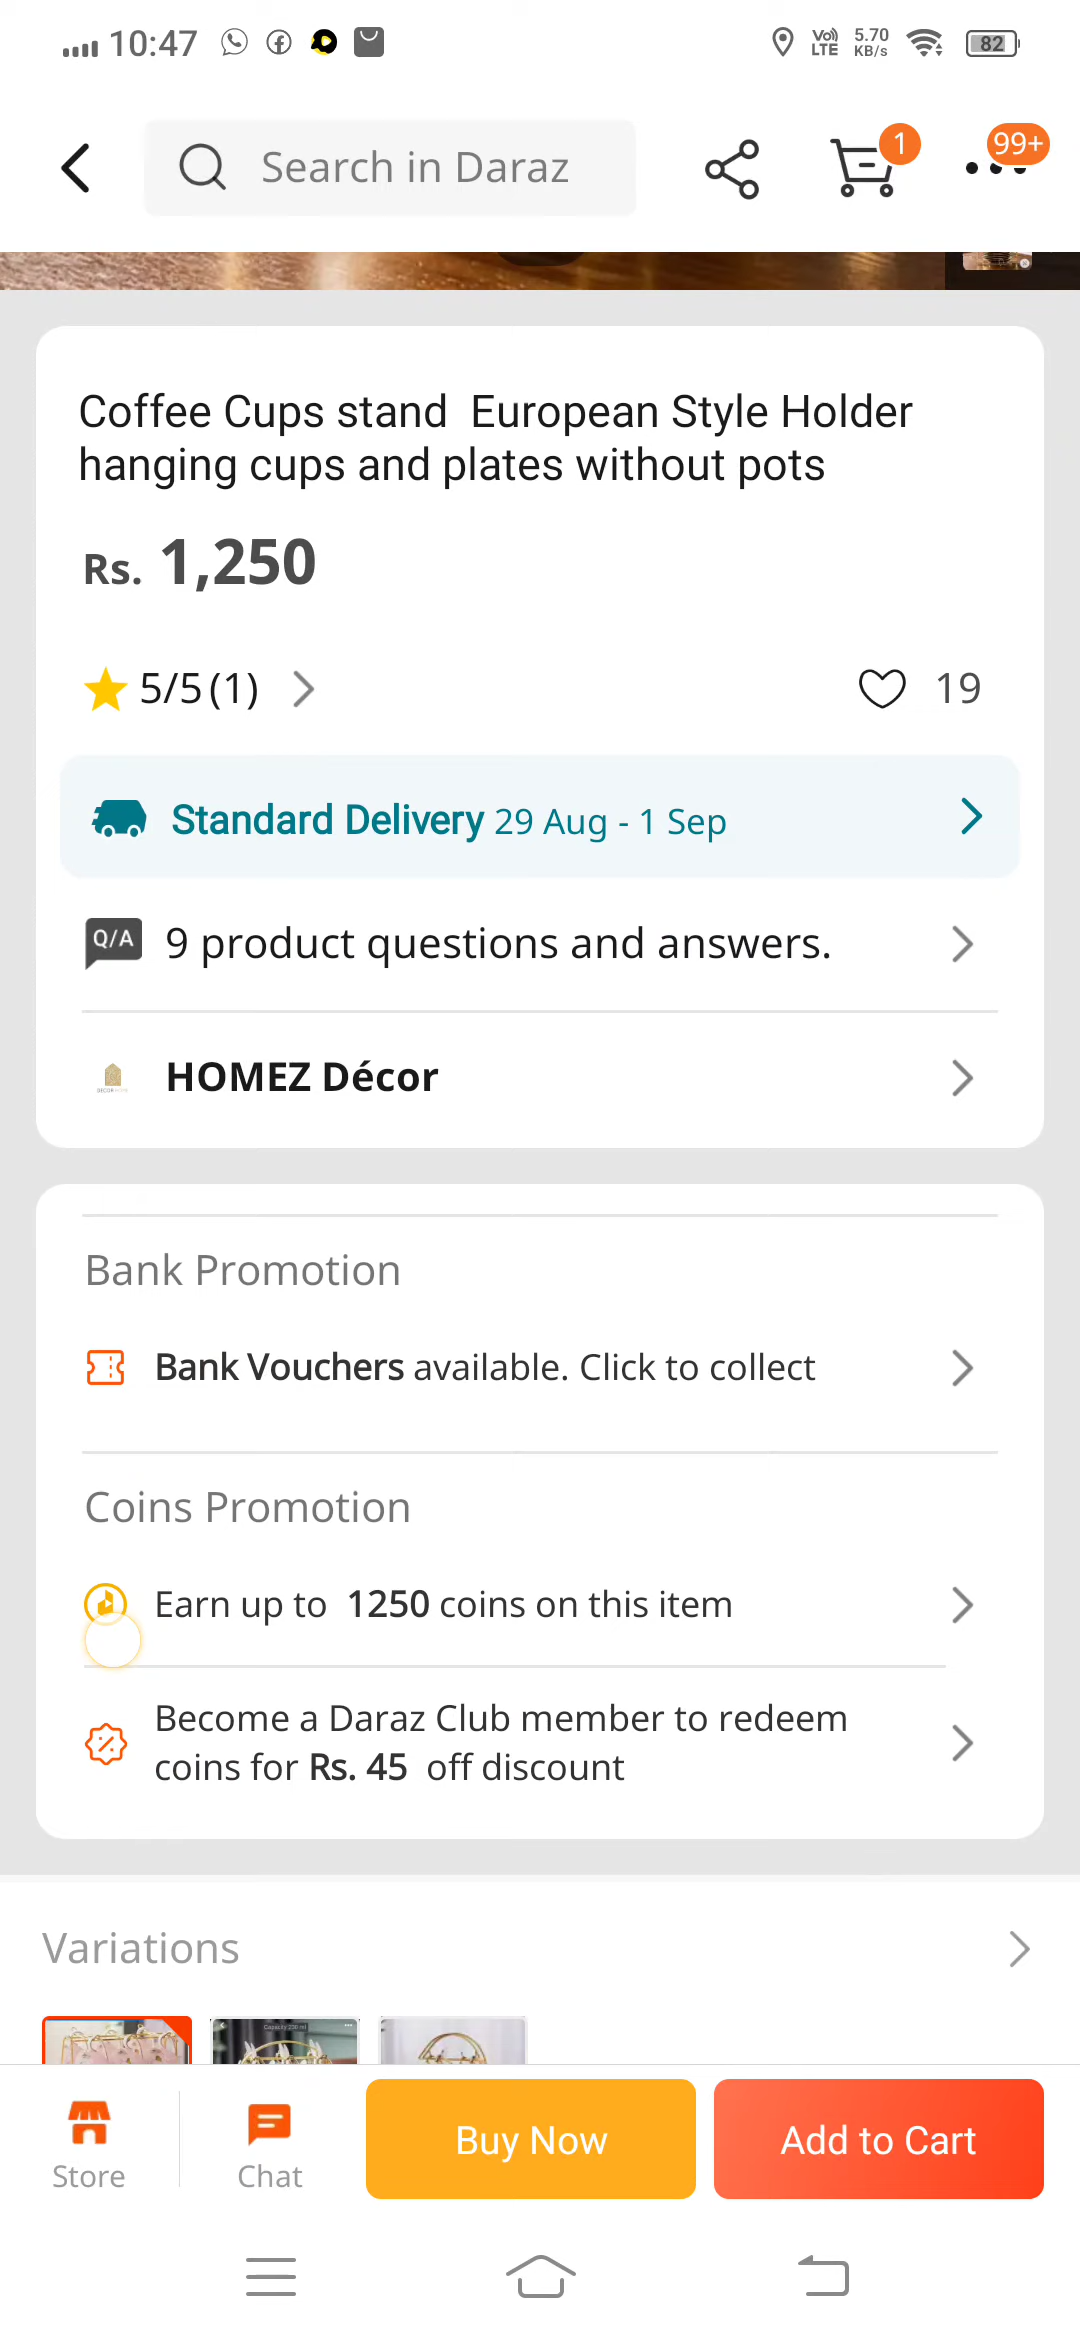 10:47
Vo)) LTE
5.70 KB/s
82
Search in Daraz
1
99+
Coffee Cups stand  European Style Holder
hanging cups and plates without pots
Rs. 1,250
5/5(1)
19
Standard Delivery 29 Aug - 1 Sep
Q/A
9 product questions and answers.
HOMEZ Décor
Bank Promotion
Bank Vouchers available. Click to collect
Coins Promotion
Earn up to  1250 coins on this item
Become a Daraz Club member to redeem
coins for Rs. 45  off discount
Variations
Store
Chat
Buy Now
Add to Cart